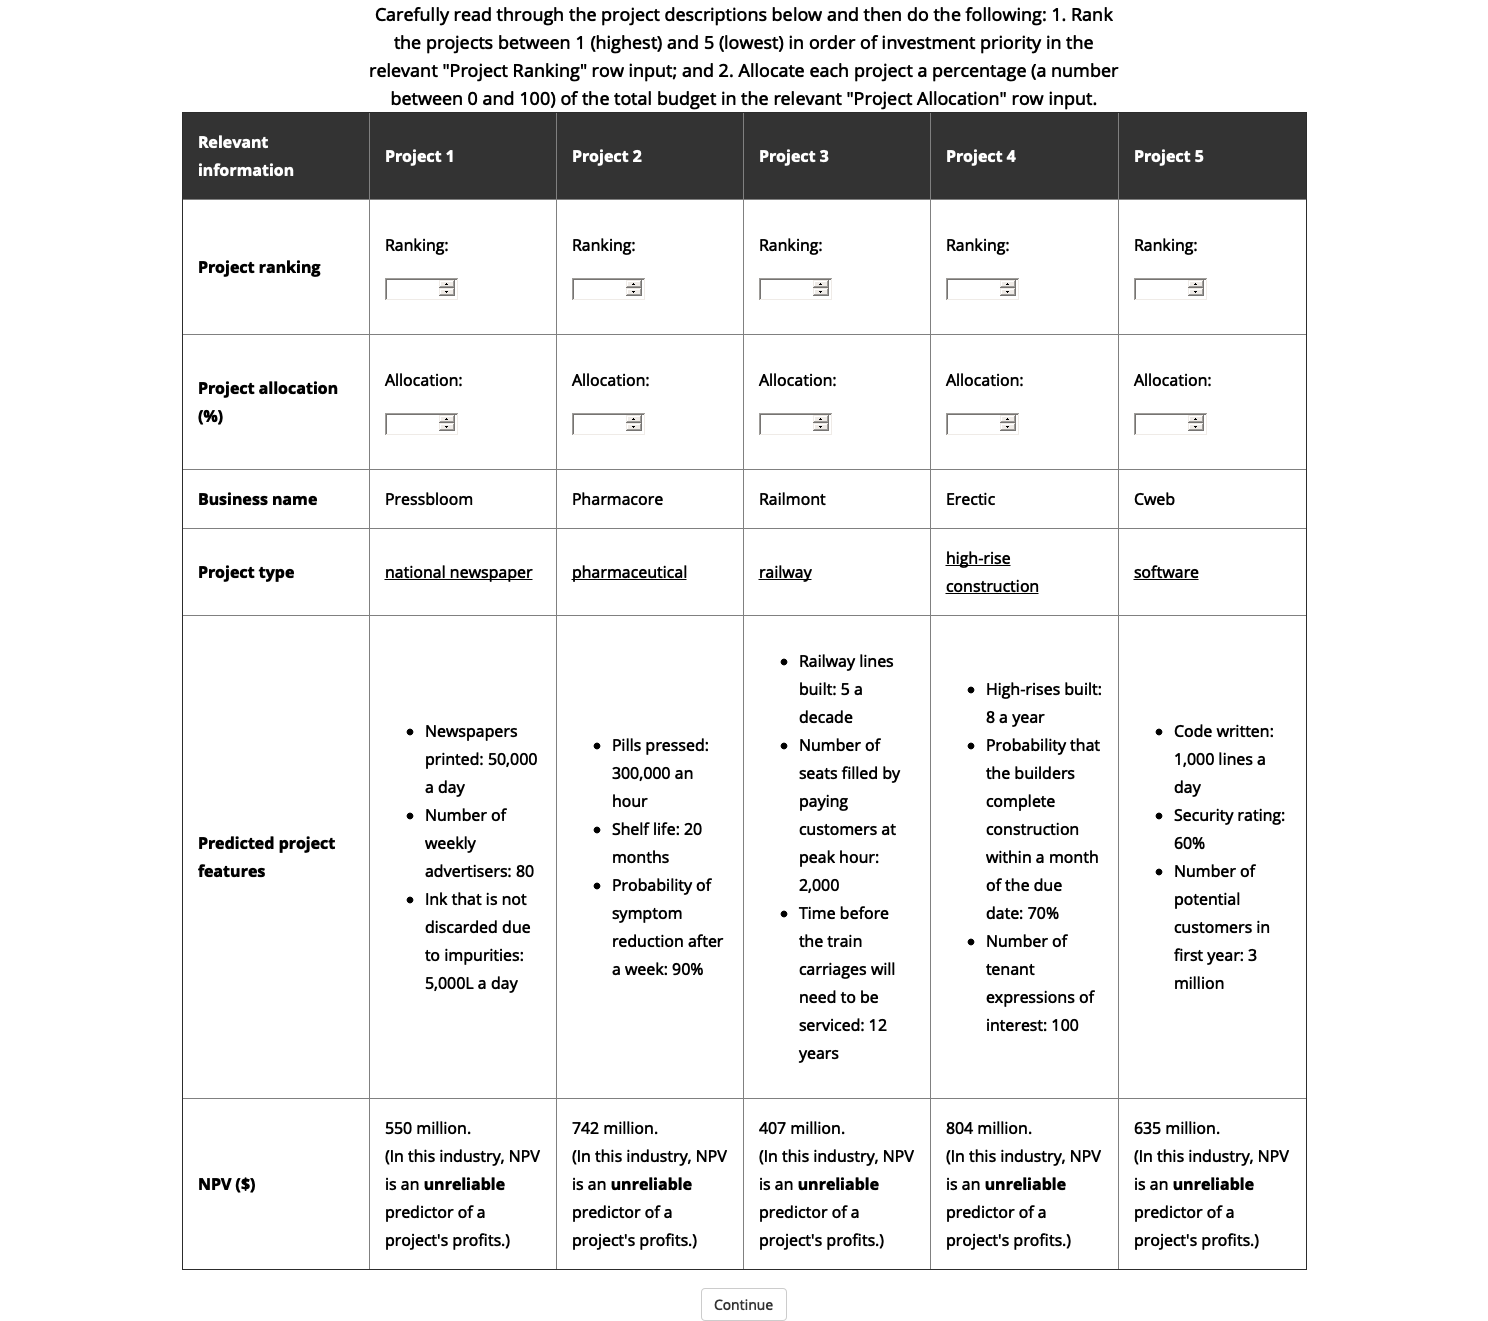 Carefully read through the project descriptions below and then do the following: 1. Rank
the projects between 1 (highest) and 5 (lowest) in order of investment priority in the
relevant "Project Ranking" row input; and 2. Allocate each project a percentage (a number
between 0 and 100) of the total budget in the relevant "Project Allocation" row input.
Relevant
information
Project 1
Project 2
Project 3
Project 4
Project 5
Project ranking
Ranking:
Ranking:
Ranking:
Ranking:
Ranking:
Project allocation
(%)
Allocation:
Allocation:
Allocation:
Allocation:
Allocation:
Business name
Pressbloom
Pharmacore
Railmont
Erectic
Cweb
Project type
national newspaper
pharmaceutical
railway
high-rise
construction
software
Predicted project
features
• Newspapers
printed: 50,000
a day
• Number of
weekly
advertisers: 80
• Ink that is not
discarded due
to impurities:
5,000L a day
• Pills pressed:
300,000 an
hour
• Shelf life: 20
months
• Probability of
symptom
reduction after
a week: 90%
• Railway lines
built: 5 a
decade
• Number of
seats filled by
paying
customers at
peak hour:
2,000
• Time before
the train
carriages will
need to be
serviced: 12
years
• High-rises built:
8 a year
• Probability that
the builders
complete
construction
within a month
of the due
date: 70%
• Number of
tenant
expressions of
interest: 100
• Code written:
1,000 lines a
day
• Security rating:
60%
• Number of
potential
customers in
first year: 3
million
NPV ($)
550 million.
(In this industry, NPV
is an unreliable
predictor of a
project's profits.)
742 million.
(In this industry, NPV
is an unreliable
predictor of a
project's profits.)
407 million.
(In this industry, NPV
is an unreliable
predictor of a
project's profits.)
804 million.
(In this industry, NPV
is an unreliable
predictor of a
project's profits.)
635 million.
(In this industry, NPV
is an unreliable
predictor of a
project's profits.)
Continue